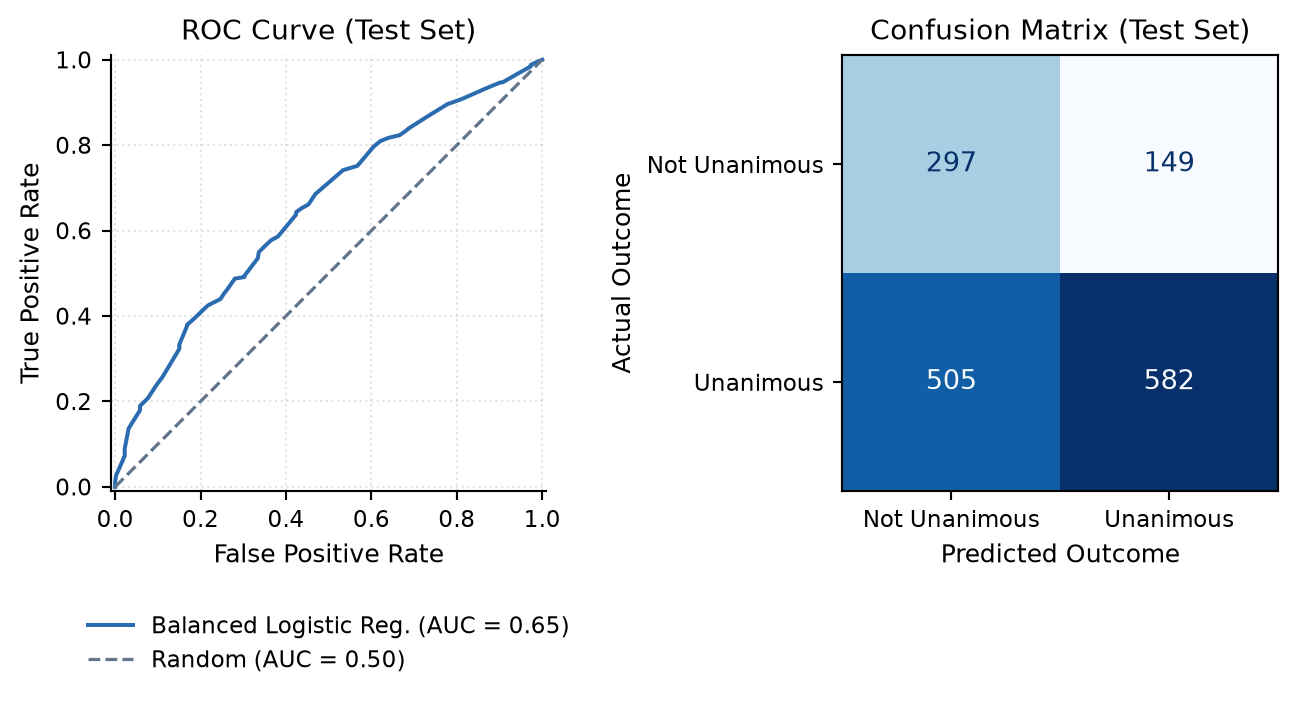 ROC Curve (Test Set)
True Positive Rate
1.0
0.8
0.6
0.4
0.2
0.0
0.0 0.2 0.4 0.6 0.8 1.0
False Positive Rate
Balanced Logistic Reg. (AUC = 0.65)
Random (AUC = 0.50)
Confusion Matrix (Test Set)
Actual Outcome
Not Unanimous
297 149
Unanimous
505 582
Not Unanimous Unanimous
Predicted Outcome